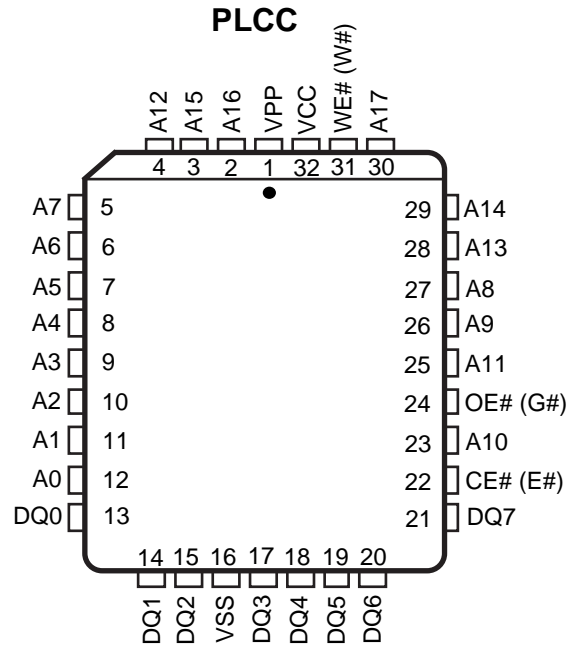 PLCC
A12 A15 A16 VPP VCC WE# (W#) A17
4 3 2 1 32 31 30
A7 5 29 A14
A6 6 28 A13
A5 7 27 A8
A4 8 26 A9
A3 9 25 A11
A2 10 24 OE# (G#)
A1 11 23 A10
A0 12 22 CE# (E#)
DQ0 13 21 DQ7
14 15 16 17 18 19 20
DQ1 DQ2 VSS DQ3 DQ4 DQ5 DQ6